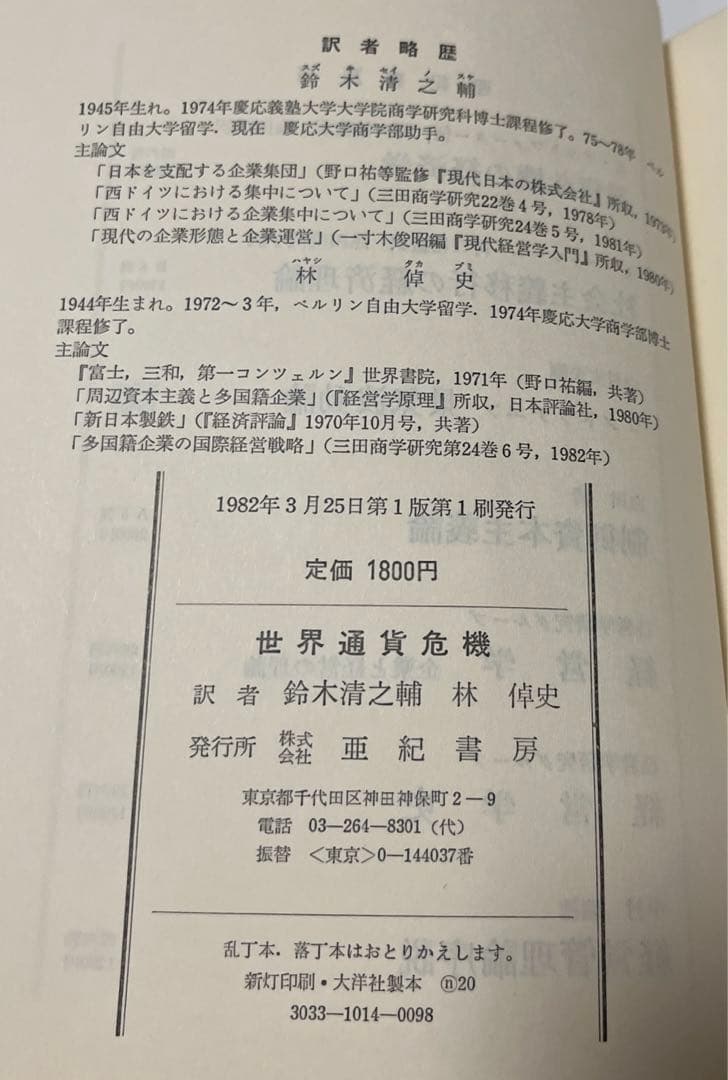 訳者略歴
スズ キ セイ ノ スケ
鈴木清之輔
1945年生れ。1974年慶応義塾大学大学院商学研究科博士課程修了。75〜78年 ベル
リン自由大学留学．現在 慶応大学商学部助手。
主論文
「日本を支配する企業集団」（野口祐等監修『現代日本の株式会社』所収，1979年）
「西ドイツにおける集中について」（三田商学研究22巻4号，1978年）
「西ドイツにおける企業集中について」（三田商学研究24巻5号，1981年）
「現代の企業形態と企業運営」（一寸木俊昭編『現代経営学入門』所収，1980年）
ハヤシ タカ フミ
林 倬史
1944年生まれ。1972〜3年，ベルリン自由大学留学．1974年慶応大学商学部博士
課程修了。
主論文
『富士，三和，第一コンツェルン』世界書院，1971年（野口祐編，共著）
「周辺資本主義と多国籍企業」（『経営学原理』所収，日本評論社，1980年）
「新日本製鉄」（『経済評論』1970年10月号，共著）
「多国籍企業の国際経営戦略」（三田商学研究第24巻6号，1982年）
1982年3月25日第1版第1刷発行
定価 1800円
世界通貨危機
訳者 鈴木清之輔 林 倬史
発行所 株式会社 亜紀書房
東京都千代田区神田神保町2－9
電話 03―264―8301（代）
振替 〈東京〉0―144037番
乱丁本．落丁本はおとりかえします。
新灯印刷・大洋社製本 ⓝ20
3033―1014―0098